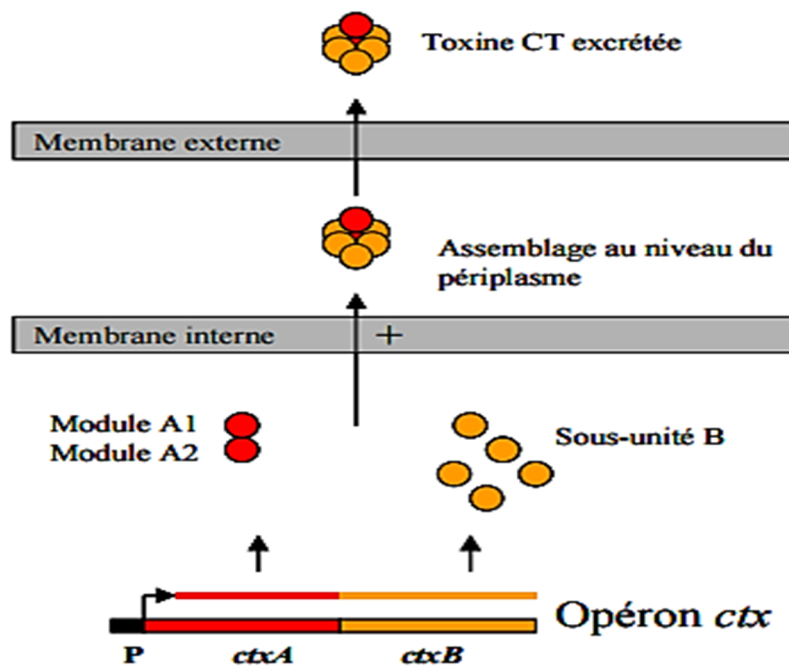 Toxine CT excrétée
Membrane externe
Assemblage au niveau du
périplasme
Membrane interne
+
Module A1
Module A2
Sous-unité B
Opéron ctx
P
ctxA
ctxB